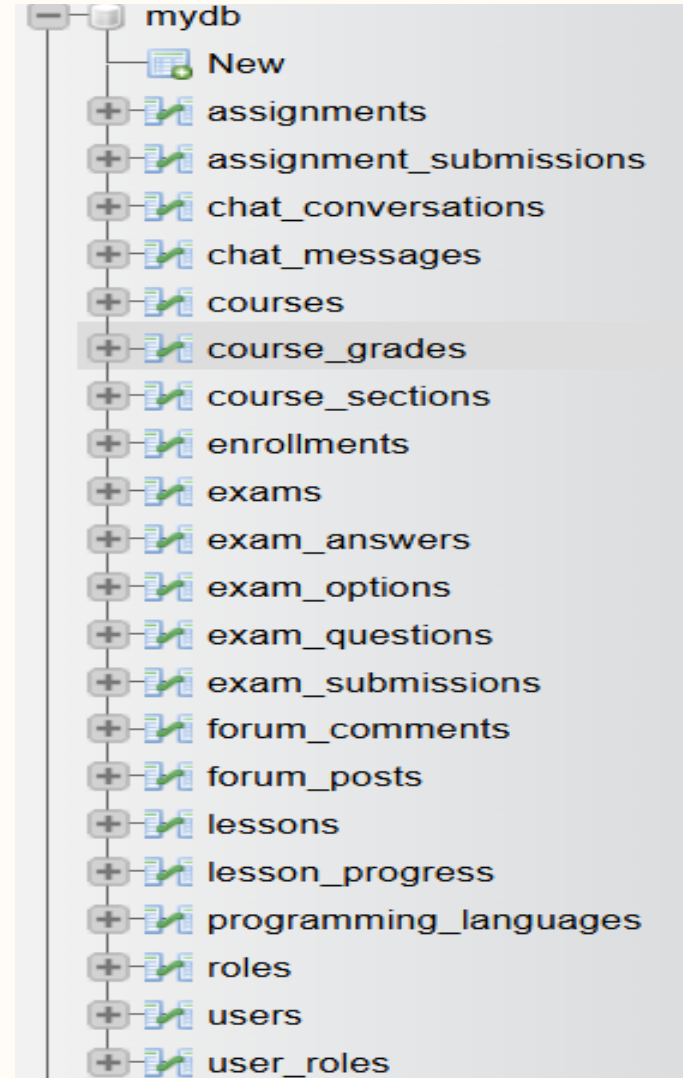 mydb
New
assignments
assignment_submissions
chat_conversations
chat_messages
courses
course_grades
course_sections
enrollments
exams
exam_answers
exam_options
exam_questions
exam_submissions
forum_comments
forum_posts
lessons
lesson_progress
programming_languages
roles
users
user_roles